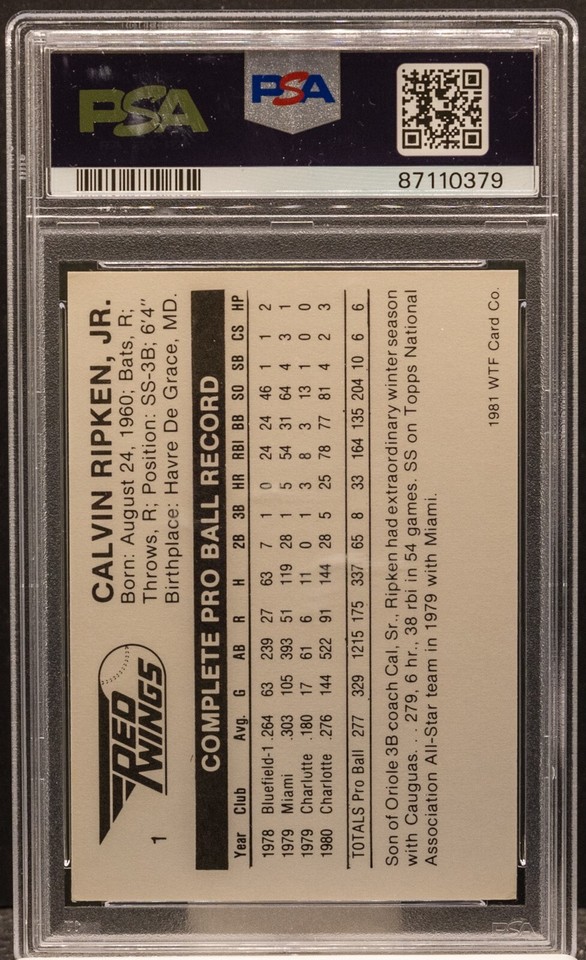 PSA
PSA
87110379
RED
WINGS
1
CALVIN RIPKEN, JR.
Born: August 24, 1960; Bats, R;
Throws, R; Position: SS-3B; 6'4"
Birthplace: Havre De Grace, MD.
COMPLETE PRO BALL RECORD
Year Club Avg. G AB R H 2B 3B HR RBI BB SO SB CS HP
1978 Bluefield-1 .264 63 239 27 63 7 1 0 24 24 46 1 1 2
1979 Miami .303 105 393 51 119 28 1 5 54 31 64 4 3 1
1979 Charlutte .180 17 61 6 11 0 1 3 8 3 13 1 0 0
1980 Charlotte .276 144 522 91 144 28 5 25 78 77 81 4 2 3
TOTALS Pro Ball 277 329 1215 175 337 65 8 33 164 135 204 10 6 6
Son of Oriole 3B coach Cal, Sr., Ripken had extraordinary winter season
with Cauguas. . . 279, 6 hr., 38 rbi in 54 games. SS on Topps National
Association All-Star team in 1979 with Miami.
1981 WTF Card Co.
PSA